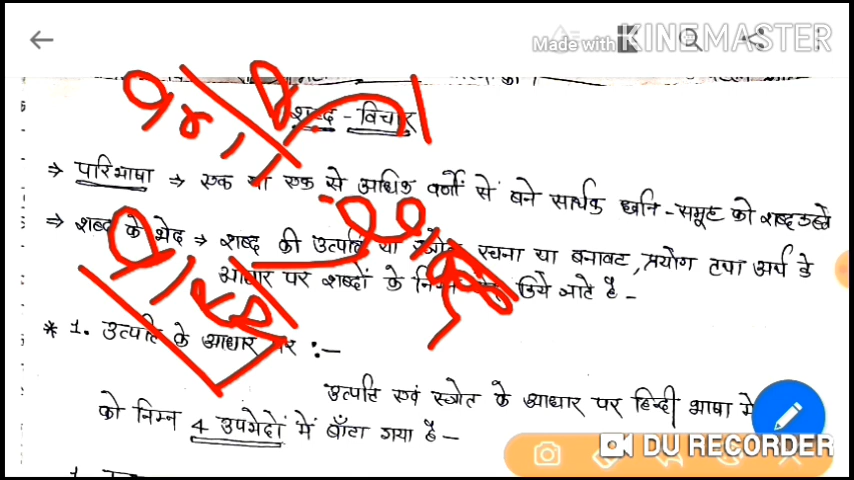 Made with KINEMASTER
शब्द - विचार
⇒ परिभाषा ⇒ एक या एक से अधिक वर्णों से बने सार्थक ध्वनि - समूह को शब्द कहते
⇒ शब्द के भेद ⇒ शब्द की उत्पत्ति या स्त्रोत रचना या बनावट, प्रयोग तथा अर्थ के
आधार पर शब्दों के किये जाते है -
* 1. उत्पत्ति के आधार पर :-
उत्पत्ति एवं स्त्रोत के आधार पर हिन्दी भाषा मे
को निम्न 4 उपभेदों में बाँटा गया है -
DU RECORDER